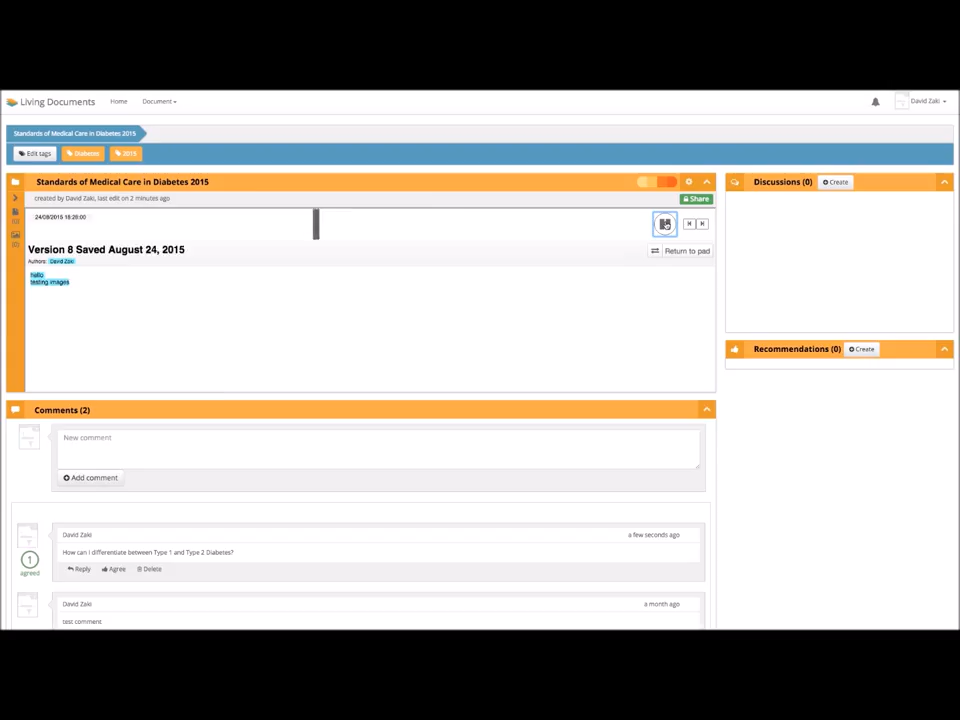 Living Documents Home Document David Zaki
Standards of Medical Care in Diabetes 2015
Edit tags Diabetes 2015
Standards of Medical Care in Diabetes 2015
created by David Zaki, last edit on 2 minutes ago
Share
24/08/2015 18:28:00
Version 8 Saved August 24, 2015
Return to pad
Authors: David Zaki
hallo
testing images
Discussions (0) Create
Recommendations (0) Create
Comments (2)
New comment
Add comment
David Zaki a few seconds ago
How can I differentiate between Type 1 and Type 2 Diabetes?
1
agreed
Reply Agree Delete
David Zaki a month ago
test comment